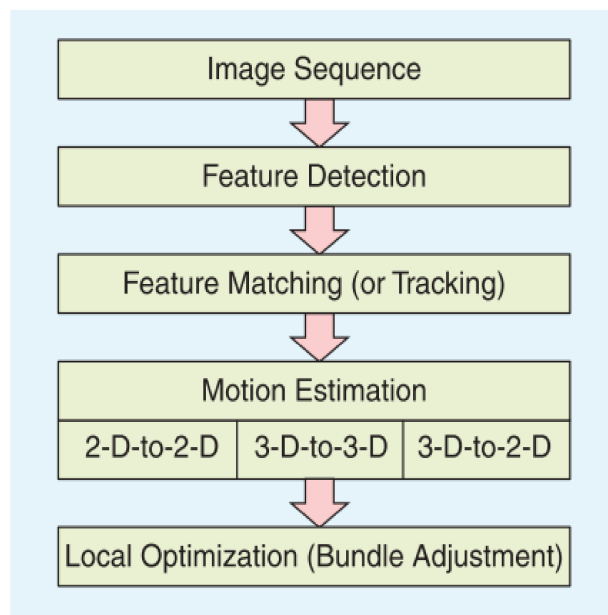 Image Sequence
Feature Detection
Feature Matching (or Tracking)
Motion Estimation
2-D-to-2-D 3-D-to-3-D 3-D-to-2-D
Local Optimization (Bundle Adjustment)